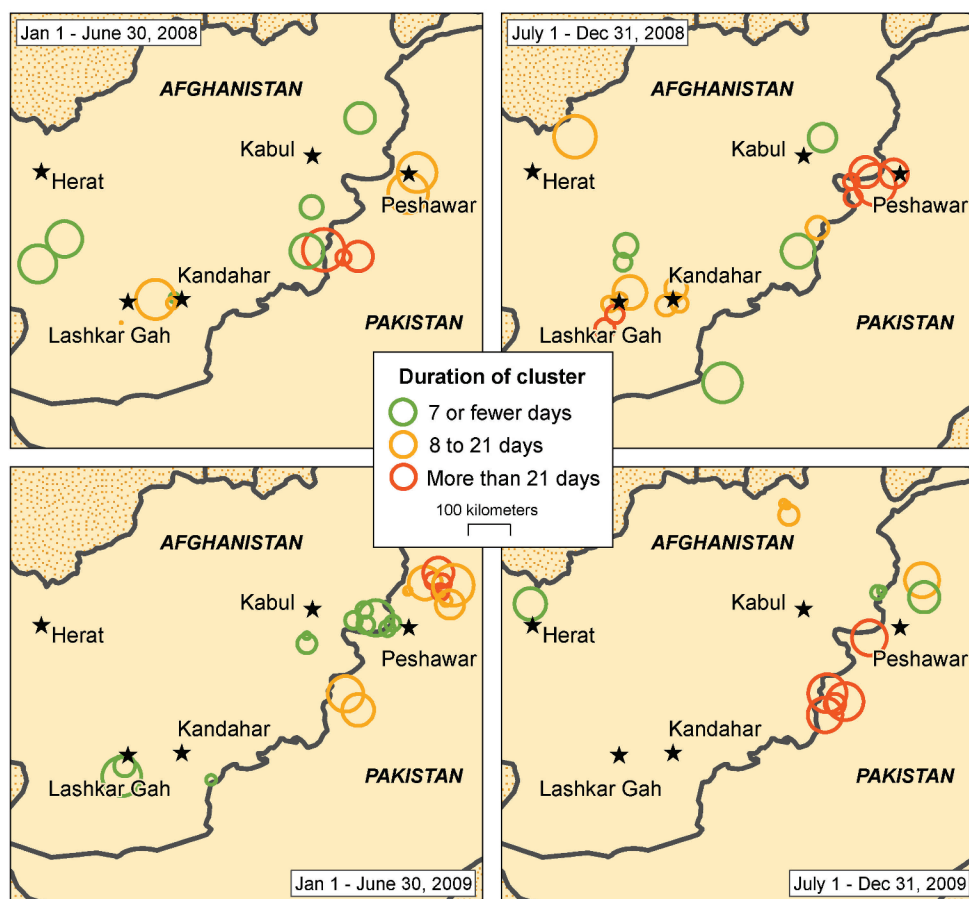 Jan 1 - June 30, 2008
AFGHANISTAN
Kabul
Herat
Peshawar
Kandahar
Lashkar Gah
PAKISTAN
July 1 - Dec 31, 2008
AFGHANISTAN
Kabul
Herat
Peshawar
Kandahar
Lashkar Gah
PAKISTAN
Duration of cluster
7 or fewer days
8 to 21 days
More than 21 days
100 kilometers
AFGHANISTAN
Kabul
Herat
Peshawar
Kandahar
Lashkar Gah
PAKISTAN
Jan 1 - June 30, 2009
AFGHANISTAN
Kabul
Herat
Peshawar
Kandahar
Lashkar Gah
PAKISTAN
July 1 - Dec 31, 2009